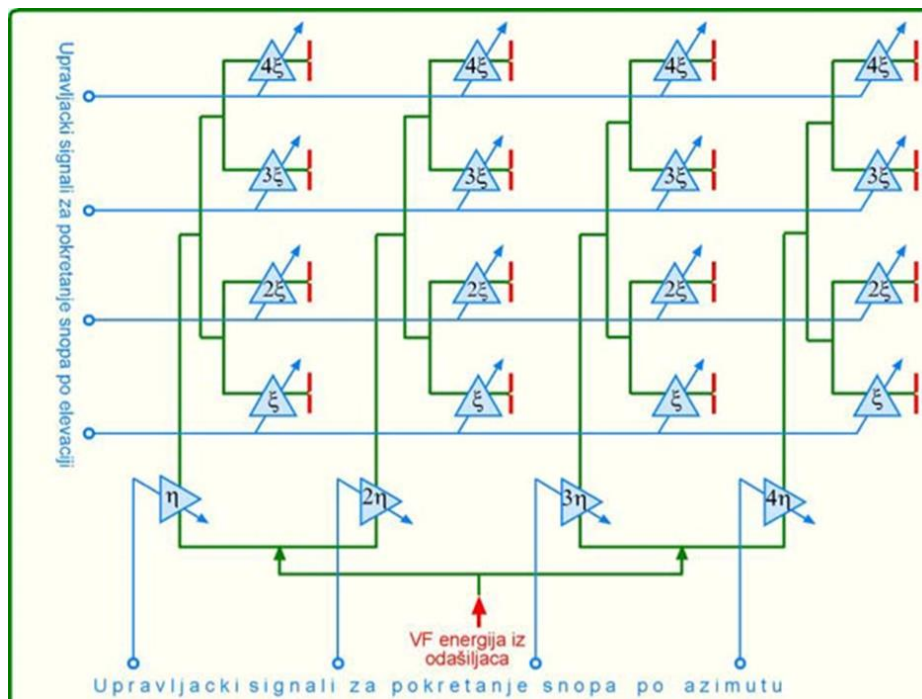 Upravljacki signali za pokretanje snopa po elevaciji
4ξ 4ξ 4ξ 4ξ
3ξ 3ξ 3ξ 3ξ
2ξ 2ξ 2ξ 2ξ
ξ ξ ξ ξ
η 2η 3η 4η
VF energija iz
odašiljaca
Upravljacki signali za pokretanje snopa po azimutu